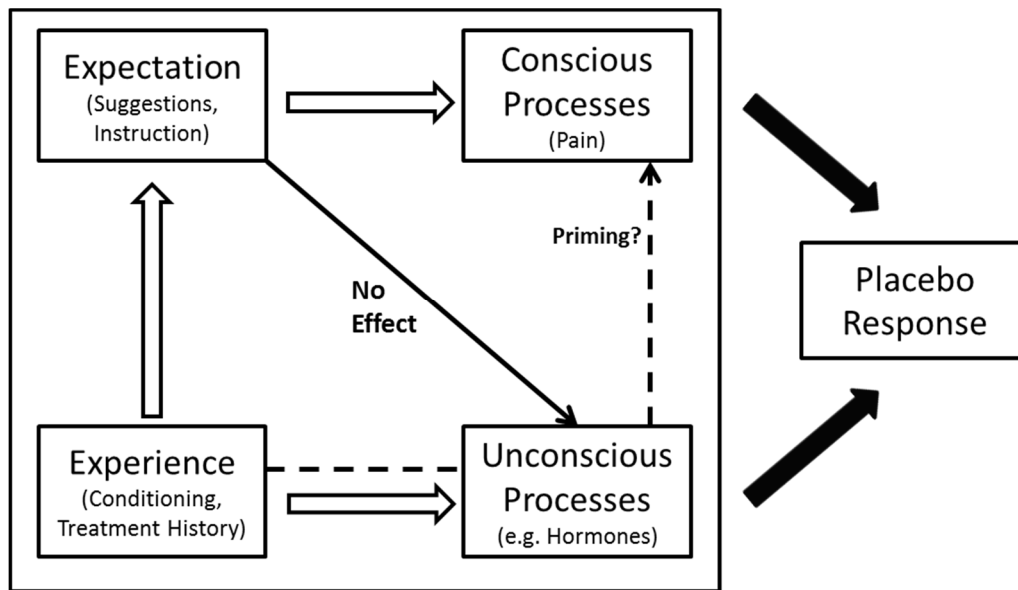 Expectation
(Suggestions,
Instruction)
Conscious
Processes
(Pain)
Priming?
No
Effect
Placebo
Response
Experience
(Conditioning,
Treatment History)
Unconscious
Processes
(e.g. Hormones)